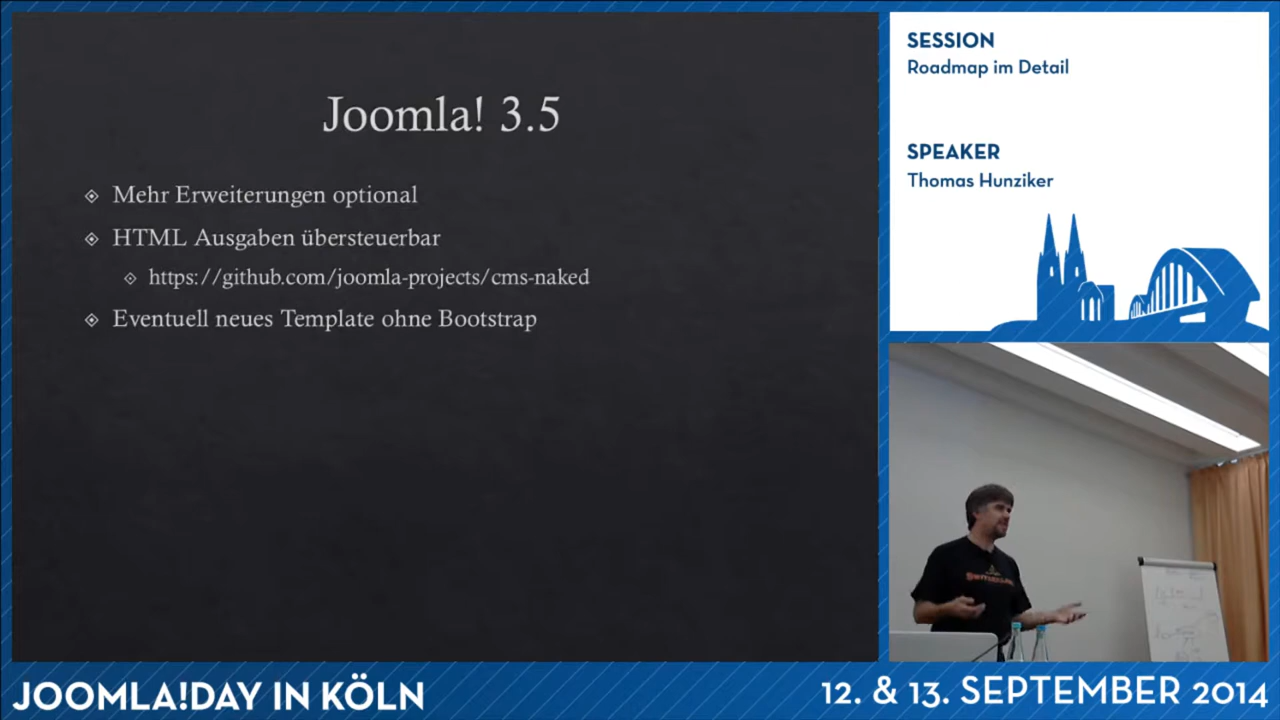 Joomla! 3.5
Mehr Erweiterungen optional
HTML Ausgaben übersteuerbar
https://github.com/joomla-projects/cms-naked
Eventuell neues Template ohne Bootstrap
SESSION
Roadmap im Detail
SPEAKER
Thomas Hunziker
JOOMLA!DAY IN KÖLN
12. & 13. SEPTEMBER 2014